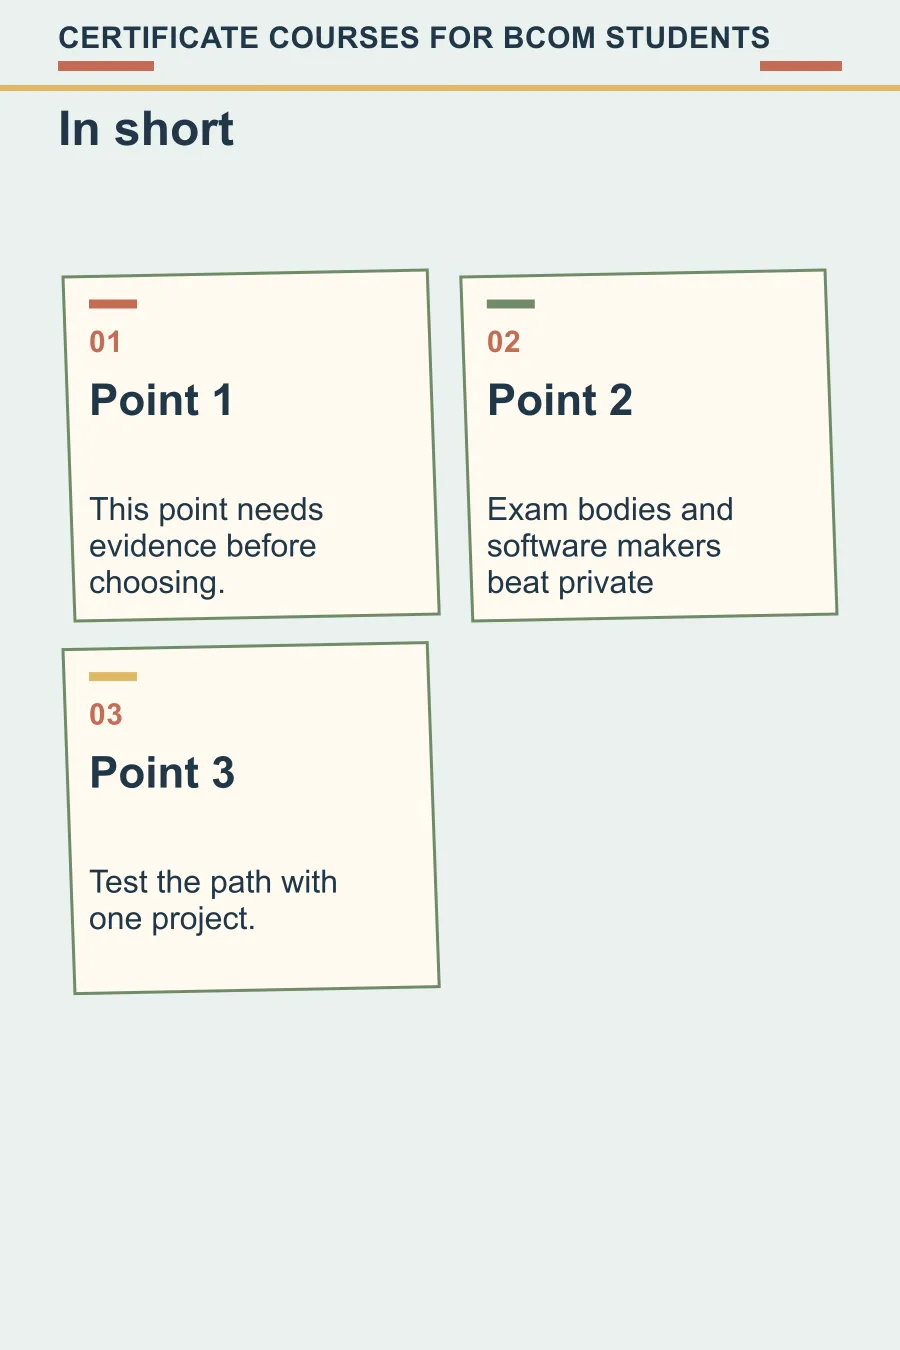 CERTIFICATE COURSES FOR BCOM STUDENTS
In short
01
Point 1
This point needs
evidence before
choosing.
02
Point 2
Exam bodies and
software makers
beat private
03
Point 3
Test the path with
one project.